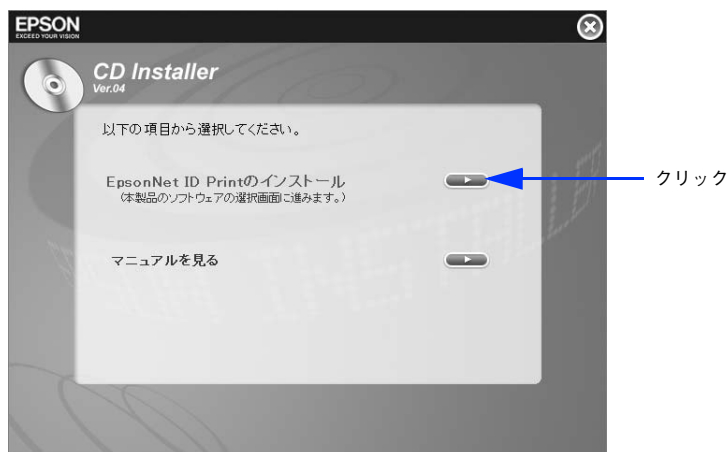 EPSON
EXCEED YOUR VISION
CD Installer
Ver.04
以下の項目から選択してください。
EpsonNet ID Printのインストール
(本製品のソフトウェアの選択画面に進みます。)
クリック
マニュアルを見る